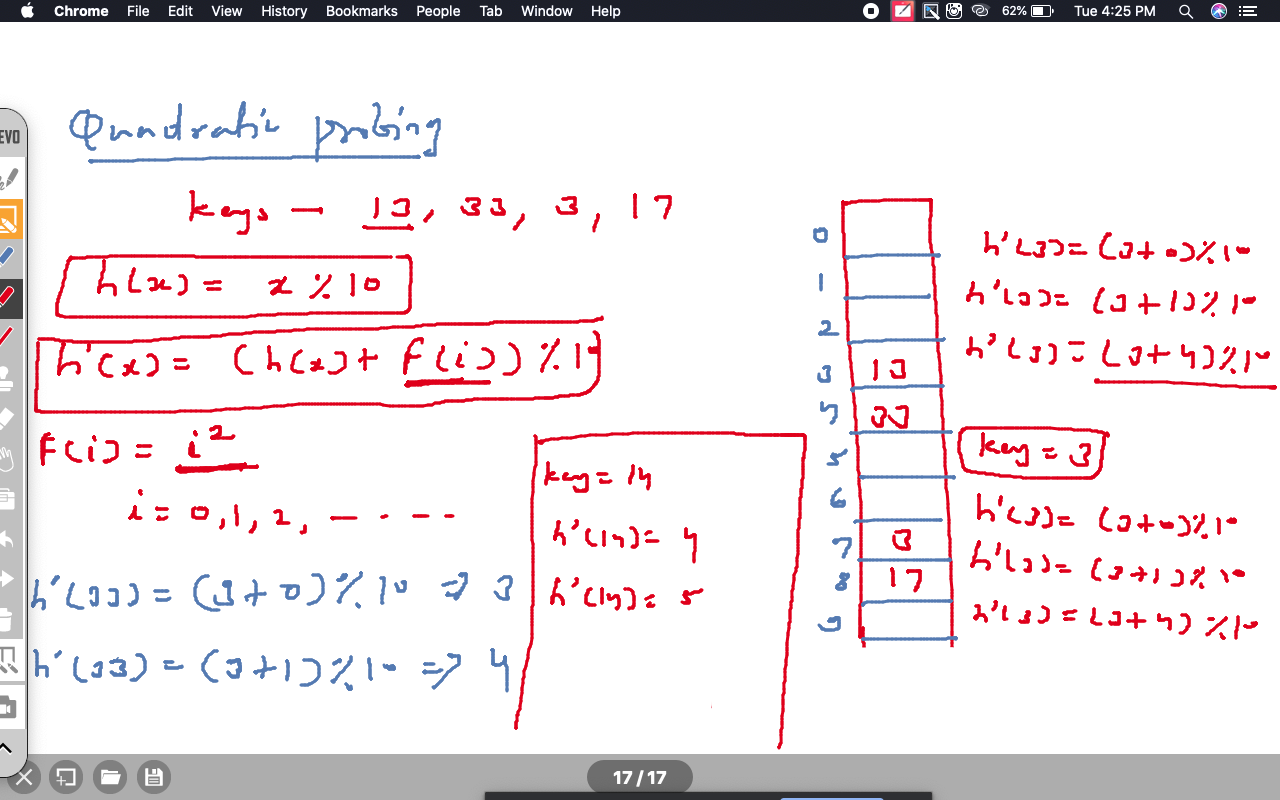 Chrome File Edit View History Bookmarks People Tab Window Help 62% Tue 4:25 PM
EVO
Quadratic probing
keys — 13, 33, 3, 17
h(x) = x % 10
h'(x) = (h(x) + f(i)) % 10
F(i) = i²
i = 0, 1, 2, — - - - -
h'(33) = (3+0) % 10 => 3
h'(33) = (3+1) % 10 => 4
key = 14
h'(14) = 4
h'(14) = 5
0
1
2
3 13
4 33
5
6
7 3
8 17
9
h'(3) = (3+0) % 10
h'(3) = (3+1) % 10
h'(3) = (3+4) % 10
key = 3
h'(3) = (3+0) % 10
h'(3) = (3+1) % 10
h'(3) = (3+4) % 10
17 / 17